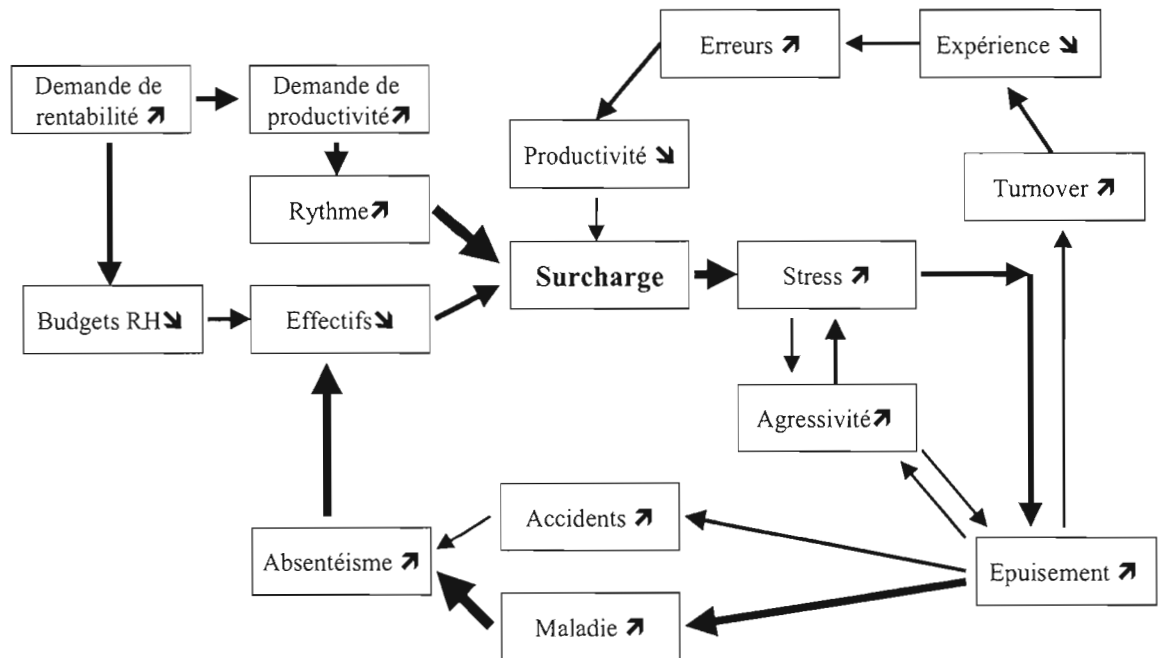 Erreurs ↗
Expérience ↘
Demande de
rentabilité ↗
Demande de
productivité ↗
Productivité ↘
Turnover ↗
Rythme ↗
Surcharge
Stress ↗
Budgets RH ↘
Effectifs ↘
Agressivité ↗
Accidents ↗
Absentéisme ↗
Epuisement ↗
Maladie ↗